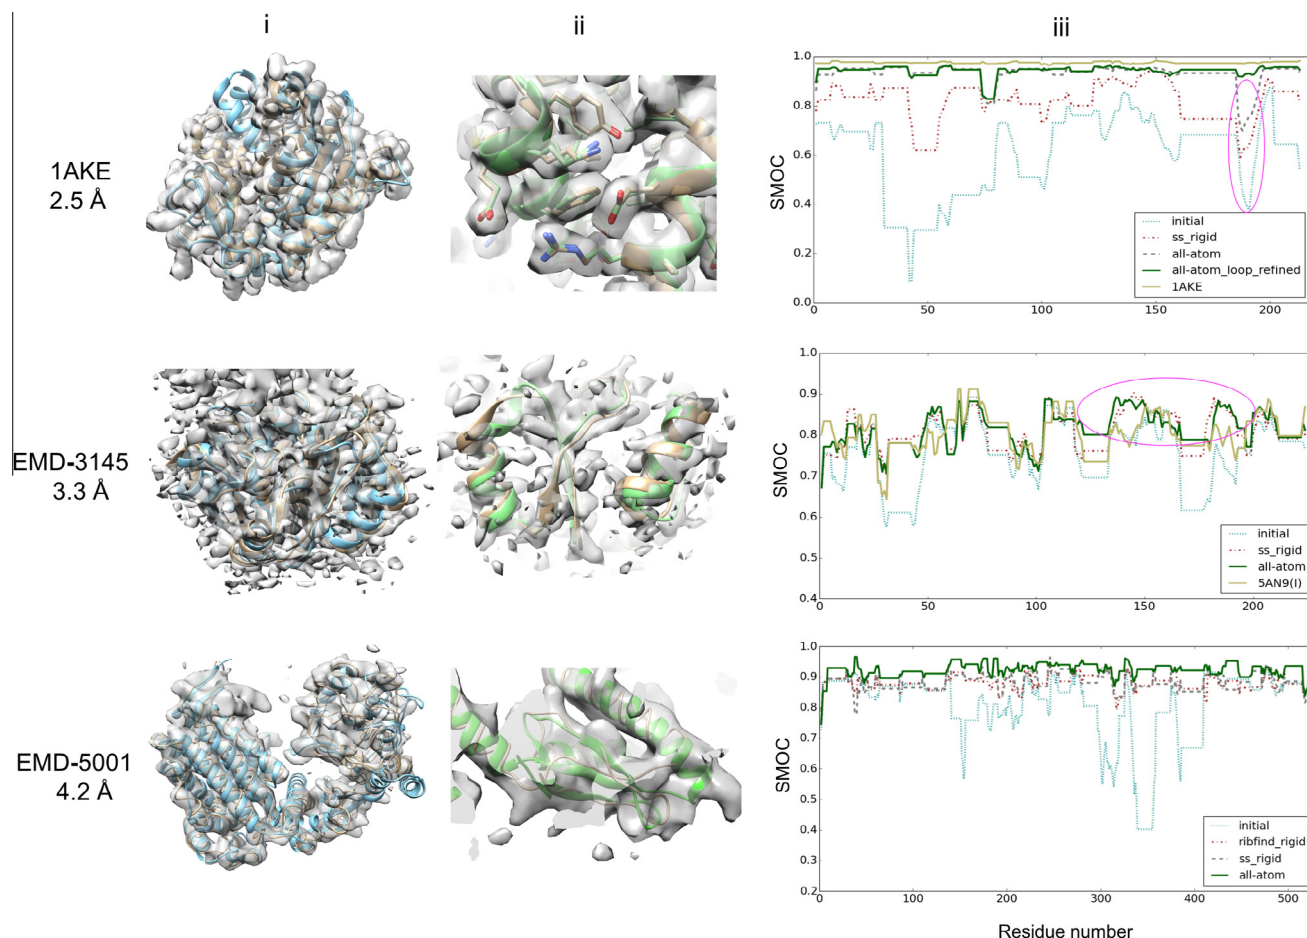 i
ii
iii
1AKE
2.5 Å
SMOC
1.0
0.8
0.6
0.4
0.2
0.0
0
50
100
150
200
initial
ss_rigid
all-atom
all-atom_loop_refined
1AKE
EMD-3145
3.3 Å
SMOC
1.0
0.9
0.8
0.7
0.6
0.5
0.4
0
50
100
150
200
initial
ss_rigid
all-atom
5AN9(I)
EMD-5001
4.2 Å
SMOC
1.0
0.9
0.8
0.7
0.6
0.5
0.4
0.3
0.2
0
100
200
300
400
500
initial
ribfind_rigid
ss_rigid
all-atom
Residue number